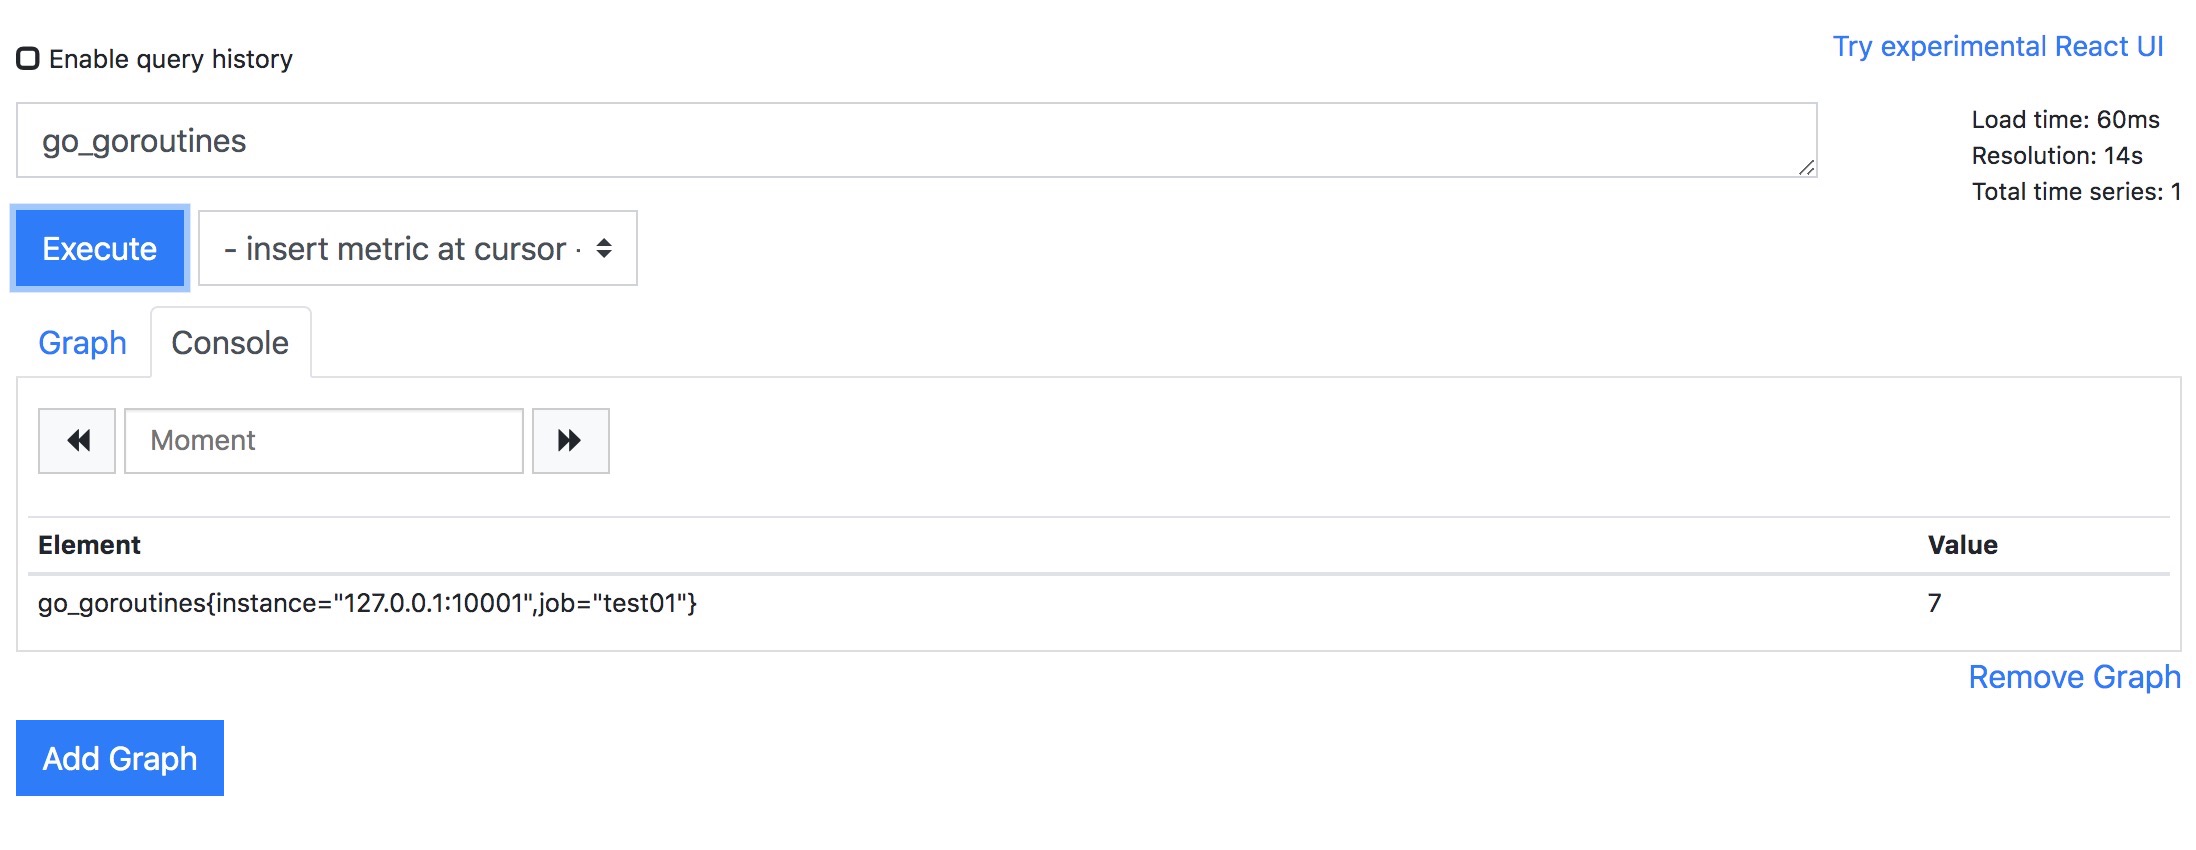 Enable query history
Try experimental React UI
go_goroutines
Load time: 60ms
Resolution: 14s
Total time series: 1
Execute
- insert metric at cursor -
Graph
Console
Moment
Element Value
go_goroutines{instance="127.0.0.1:10001",job="test01"} 7
Remove Graph
Add Graph